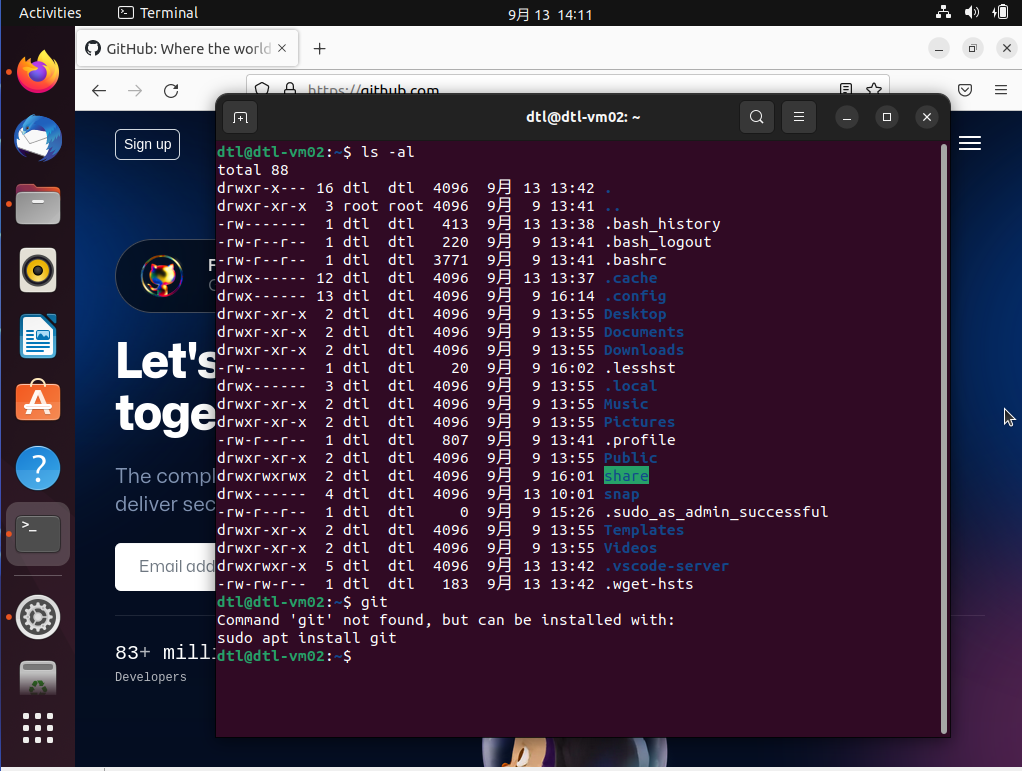 Activities
Terminal
9月 13 14:11
GitHub: Where the world
https://github.com
Sign up
Let's
toge
The compl
deliver sec
Email add
83+ milli
Developers
dtl@dtl-vm02: ~
dtl@dtl-vm02:~$ ls -al
total 88
drwxr-x--- 16 dtl  dtl  4096  9月 13 13:42 .
drwxr-xr-x  3 root root 4096  9月  9 13:41 ..
-rw-------  1 dtl  dtl   413  9月 13 13:38 .bash_history
-rw-r--r--  1 dtl  dtl   220  9月  9 13:41 .bash_logout
-rw-r--r--  1 dtl  dtl  3771  9月  9 13:41 .bashrc
drwx------ 12 dtl  dtl  4096  9月 13 13:37 .cache
drwx------ 13 dtl  dtl  4096  9月  9 16:14 .config
drwxr-xr-x  2 dtl  dtl  4096  9月  9 13:55 Desktop
drwxr-xr-x  2 dtl  dtl  4096  9月  9 13:55 Documents
drwxr-xr-x  2 dtl  dtl  4096  9月  9 13:55 Downloads
-rw-------  1 dtl  dtl    20  9月  9 16:02 .lesshst
drwx------  3 dtl  dtl  4096  9月  9 13:55 .local
drwxr-xr-x  2 dtl  dtl  4096  9月  9 13:55 Music
drwxr-xr-x  2 dtl  dtl  4096  9月  9 13:55 Pictures
-rw-r--r--  1 dtl  dtl   807  9月  9 13:41 .profile
drwxr-xr-x  2 dtl  dtl  4096  9月  9 13:55 Public
drwxrwxrwx  2 dtl  dtl  4096  9月  9 16:01 share
drwx------  4 dtl  dtl  4096  9月 13 10:01 snap
-rw-r--r--  1 dtl  dtl     0  9月  9 15:26 .sudo_as_admin_successful
drwxr-xr-x  2 dtl  dtl  4096  9月  9 13:55 Templates
drwxr-xr-x  2 dtl  dtl  4096  9月  9 13:55 Videos
drwxrwxr-x  5 dtl  dtl  4096  9月 13 13:42 .vscode-server
-rw-rw-r--  1 dtl  dtl   183  9月 13 13:42 .wget-hsts
dtl@dtl-vm02:~$ git
Command 'git' not found, but can be installed with:
sudo apt install git
dtl@dtl-vm02:~$